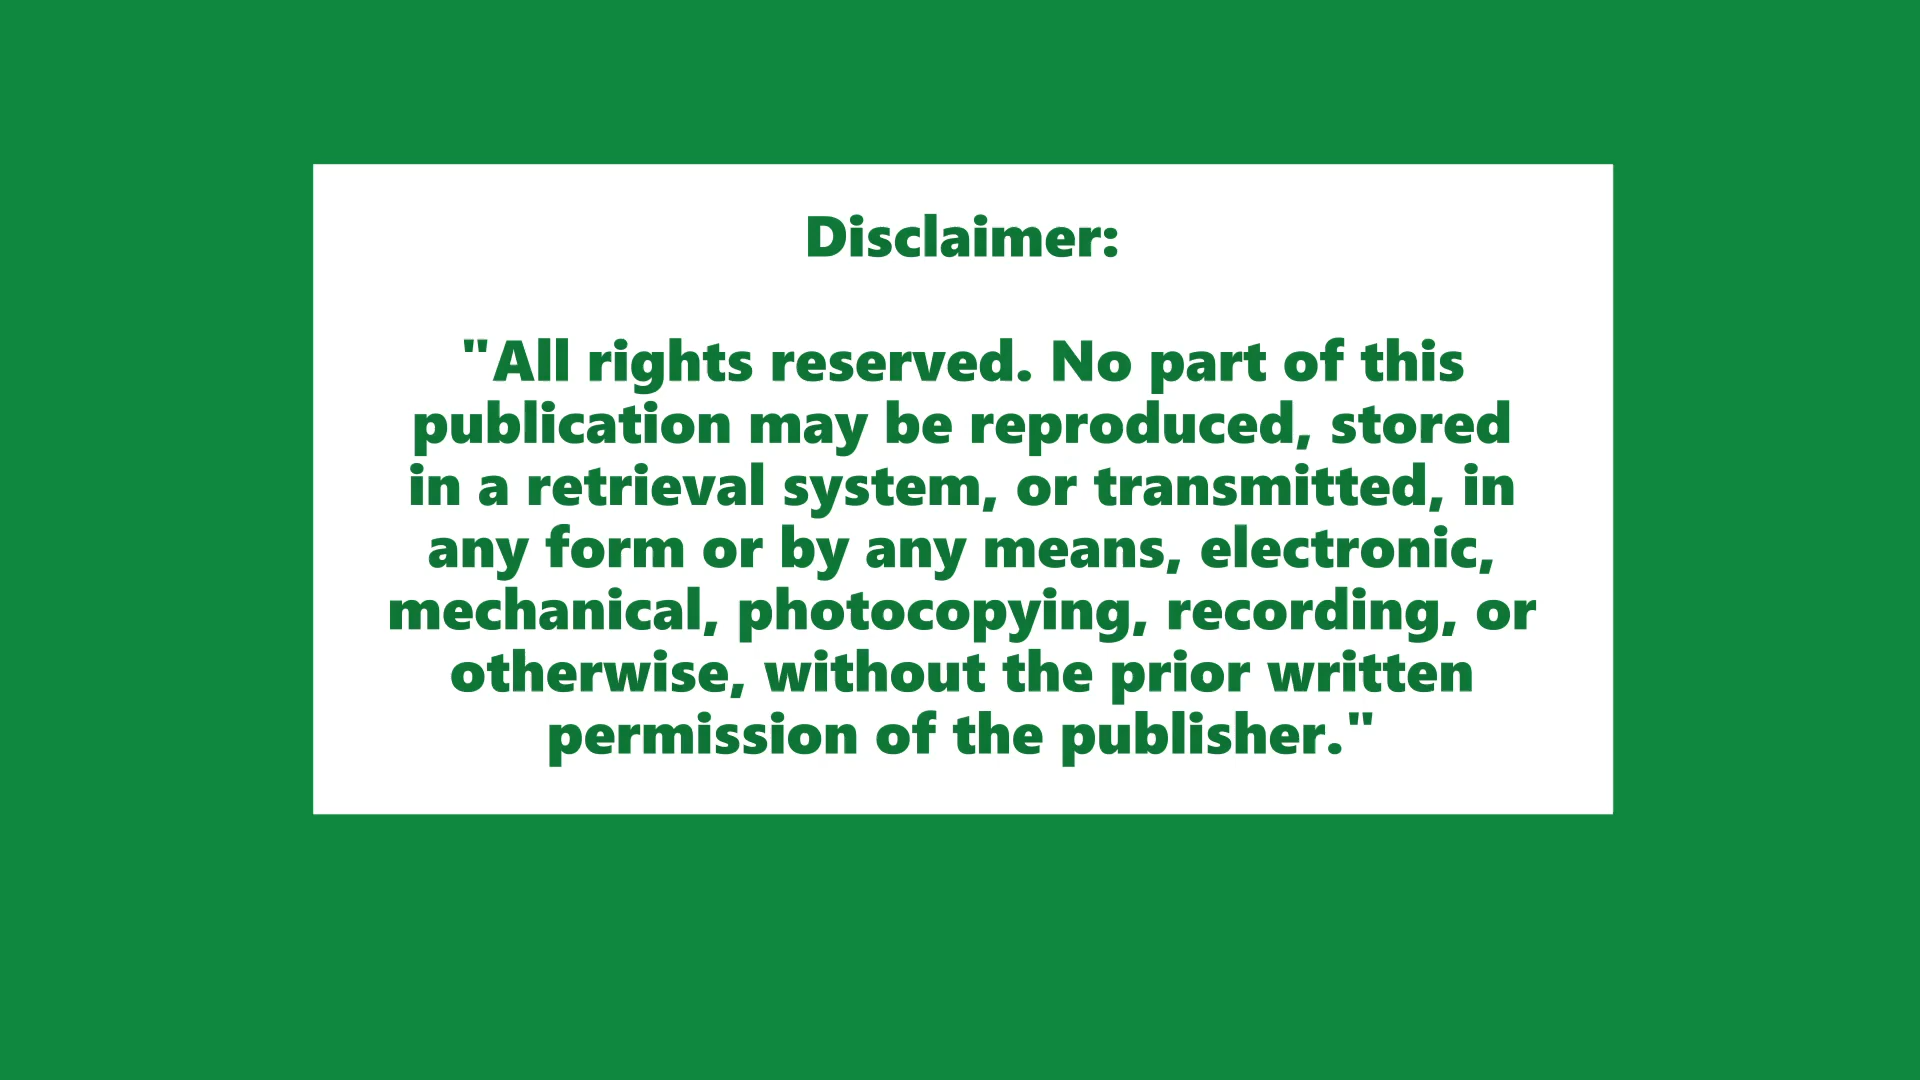 Disclaimer:
"All rights reserved. No part of this
publication may be reproduced, stored
in a retrieval system, or transmitted, in
any form or by any means, electronic,
mechanical, photocopying, recording, or
otherwise, without the prior written
permission of the publisher."